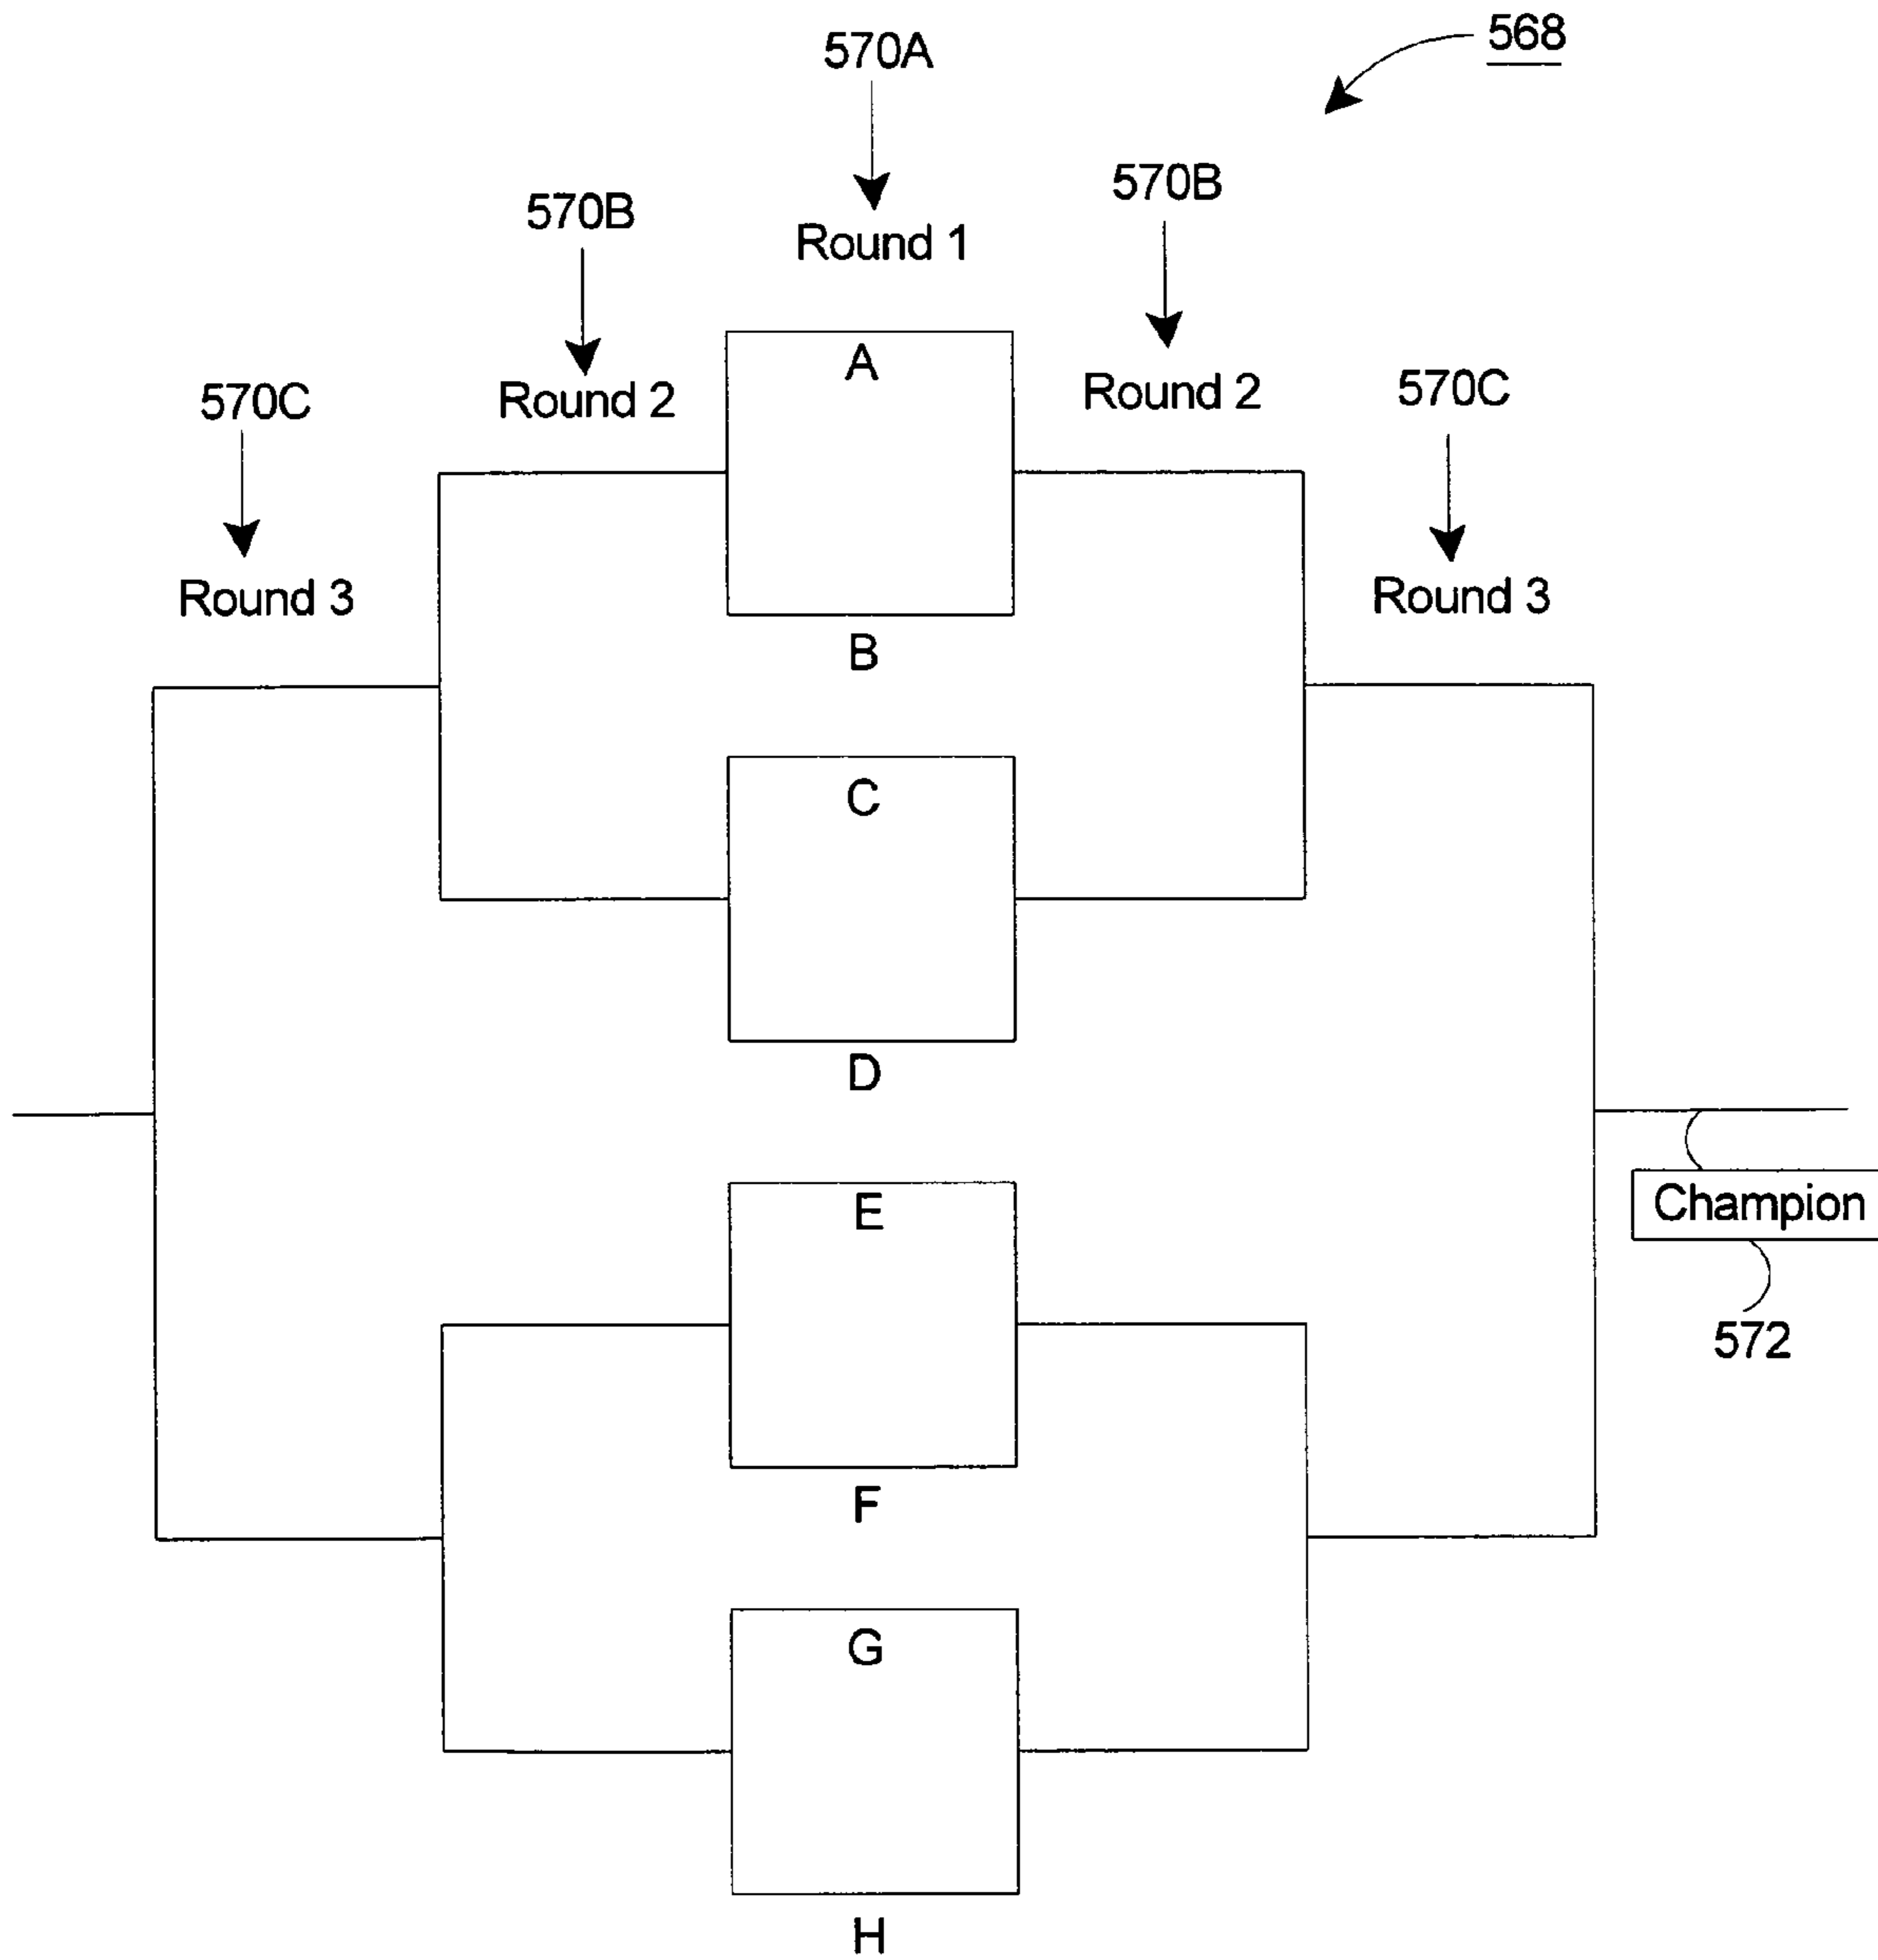 568
570A
570B
570B
Round 1
A
570C
Round 2
Round 2
570C
Round 3
Round 3
B
C
D
E
Champion
572
F
G
H